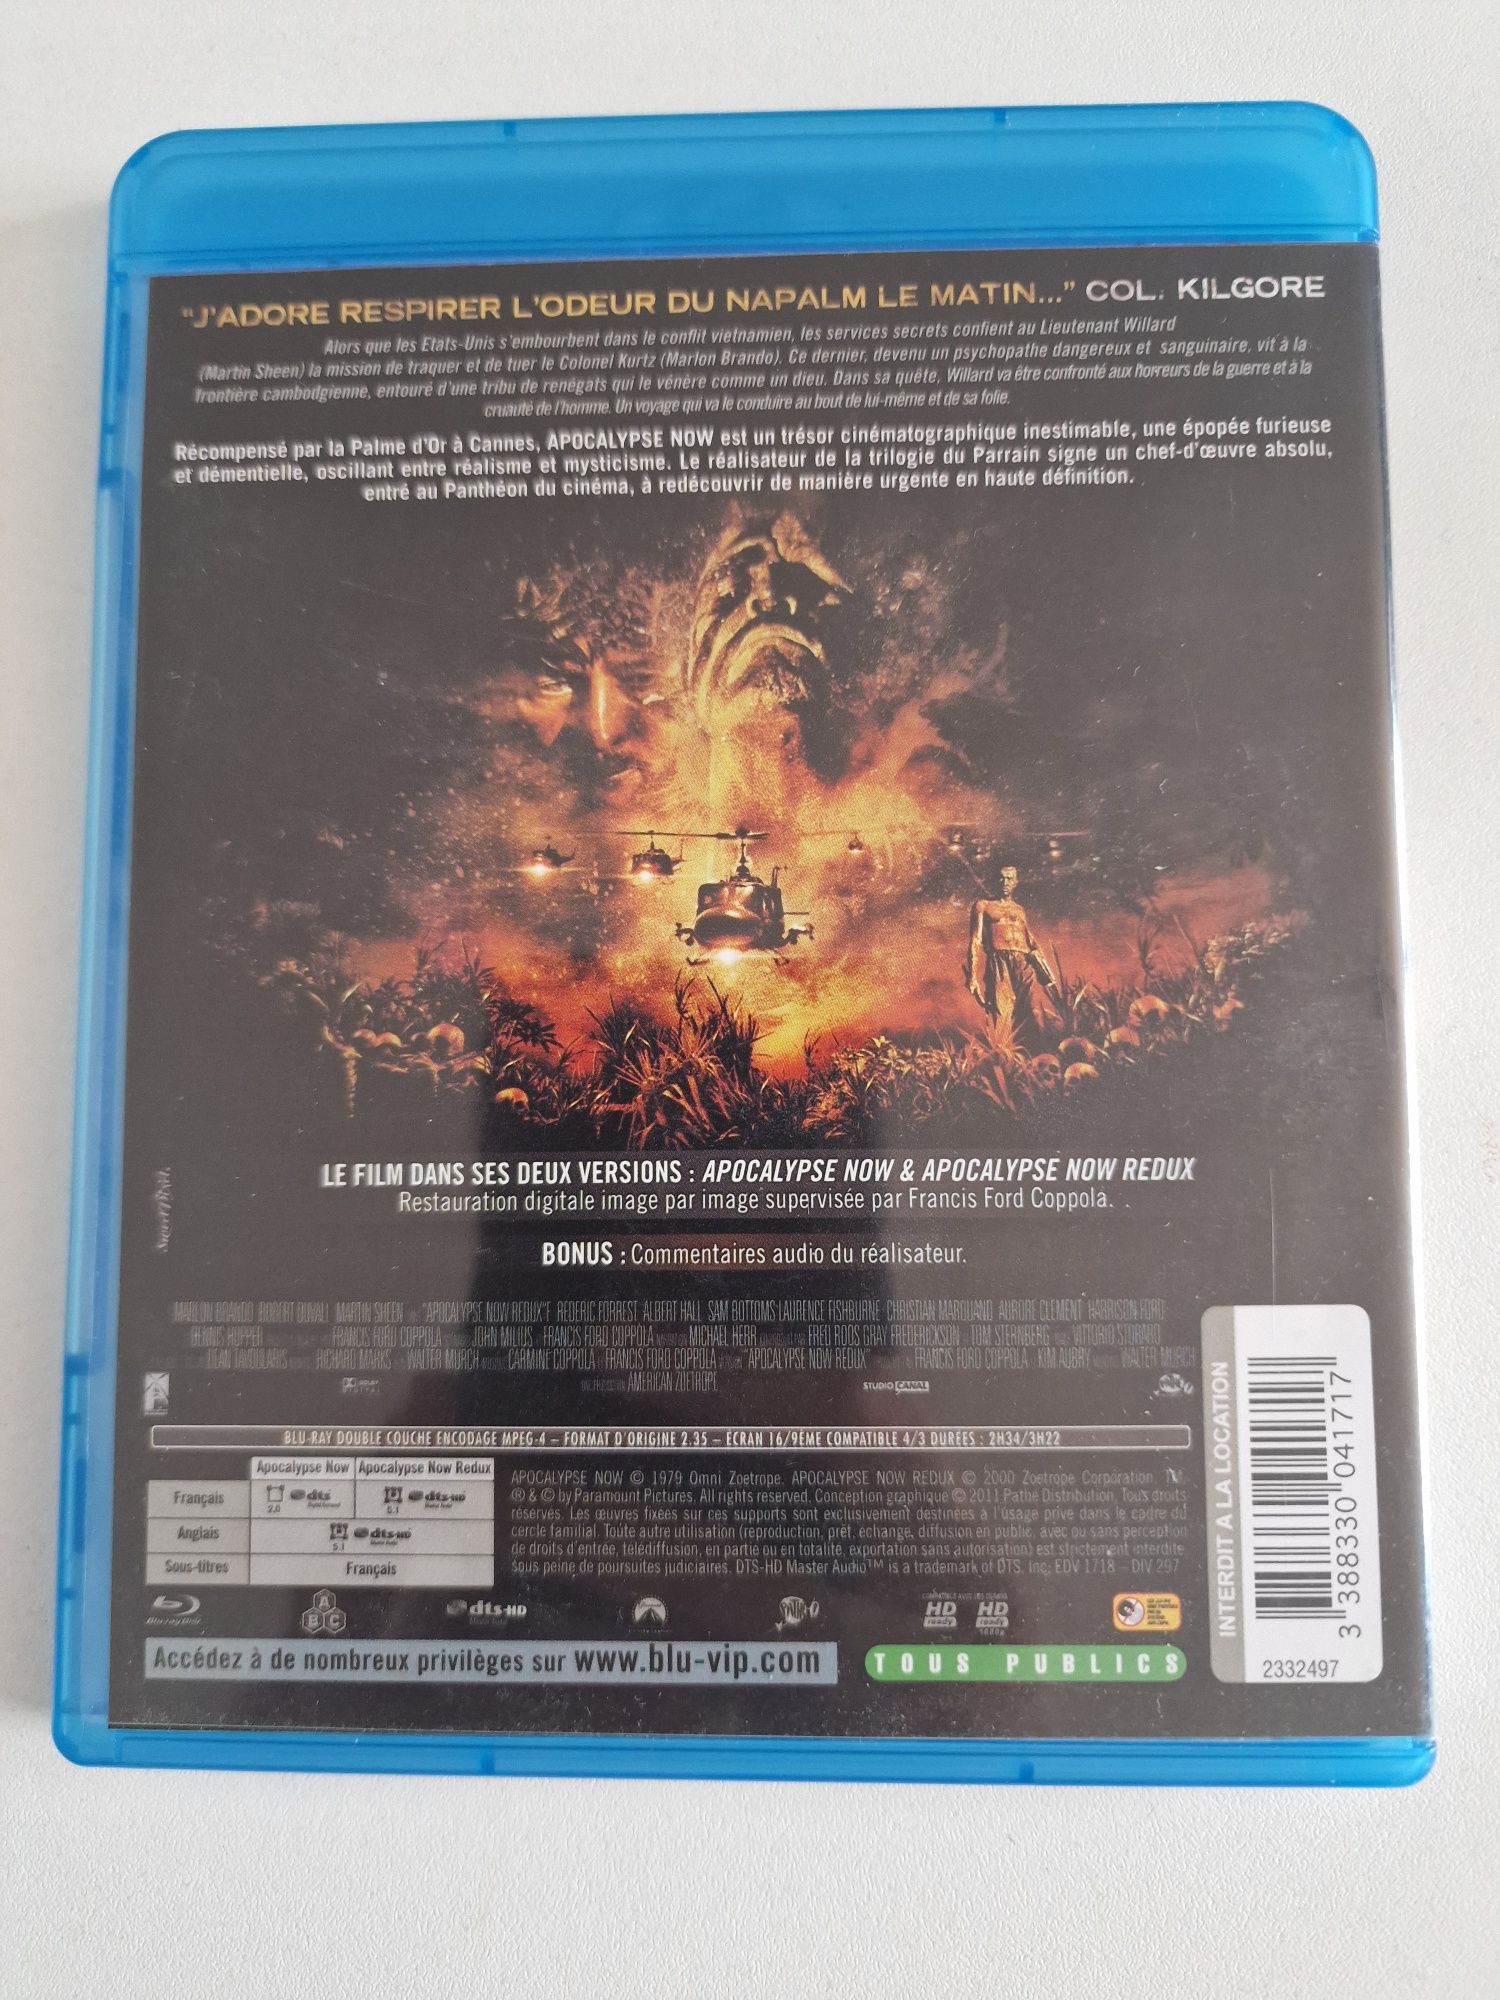 "J'ADORE RESPIRER L'ODEUR DU NAPALM LE MATIN..." COL. KILGORE
Alors que les Etats-Unis s'embourbent dans le conflit vietnamien, les services secrets confient au Lieutenant Willard
(Martin Sheen) la mission de traquer et de tuer le Colonel Kurtz (Marlon Brando). Ce dernier, devenu un psychopathe dangereux et sanguinaire, vit à la
frontière cambodgienne, entouré d'une tribu de renégats qui le vénère comme un dieu. Dans sa quête, Willard va être confronté aux horreurs de la guerre et à la
cruauté de l'homme. Un voyage qui va le conduire au bout de lui-même et de sa folie.
Récompensé par la Palme d'Or à Cannes, APOCALYPSE NOW est un trésor cinématographique inestimable, une épopée furieuse
et démentielle, oscillant entre réalisme et mysticisme. Le réalisateur de la trilogie du Parrain signe un chef-d'œuvre absolu,
entré au Panthéon du cinéma, à redécouvrir de manière urgente en haute définition.
LE FILM DANS SES DEUX VERSIONS : APOCALYPSE NOW & APOCALYPSE NOW REDUX
Restauration digitale image par image supervisée par Francis Ford Coppola.
BONUS : Commentaires audio du réalisateur.
MARLON BRANDO ROBERT DUVALL MARTIN SHEEN "APOCALYPSE NOW REDUX" FREDERIC FORREST ALBERT HALL SAM BOTTOMS LAURENCE FISHBURNE CHRISTIAN MARQUAND AURORE CLEMENT HARRISON FORD
DENNIS HOPPER FRANCIS FORD COPPOLA JOHN MILIUS FRANCIS FORD COPPOLA MICHAEL HERR FRED ROOS GRAY FREDERICKSON TOM STERNBERG VITTORIO STORARO
DEAN TAVOULARIS RICHARD MARKS WALTER MURCH CARMINE COPPOLA FRANCIS FORD COPPOLA "APOCALYPSE NOW REDUX" FRANCIS FORD COPPOLA KIM AUBRY WALTER MURCH
AMERICAN ZOETROPE
DOLBY DIGITAL
STUDIO CANAL
BLU-RAY DOUBLE COUCHE ENCODAGE MPEG-4 – FORMAT D'ORIGINE 2.35 – ECRAN 16/9ÈME COMPATIBLE 4/3 DURÉES : 2H34/3H22
Apocalypse Now Apocalypse Now Redux
Français 2.0 dts 5.1 dts-HD
Anglais 5.1 dts-HD
Sous-titres Français
APOCALYPSE NOW © 1979 Omni Zoetrope. APOCALYPSE NOW REDUX © 2000 Zoetrope Corporation. TM,
® & © by Paramount Pictures. All rights reserved. Conception graphique © 2011 Pathé Distribution. Tous droits
réservés. Les œuvres fixées sur ces supports sont exclusivement destinées à l'usage privé dans le cadre du
cercle familial. Toute autre utilisation (reproduction, prêt, échange, diffusion en public, avec ou sans perception
de droits d'entrée, télédiffusion, en partie ou en totalité, exportation sans autorisation) est strictement interdite
sous peine de poursuites judiciaires. DTS-HD Master Audio™ is a trademark of DTS, Inc. EDV 1718 – DIV 297
Blu-ray Disc
A B C
dts-HD
HD ready
HD ready 1080p
Accédez à de nombreux privilèges sur www.blu-vip.com
TOUS PUBLICS
INTERDIT A LA LOCATION
3 388330 041717
2332497